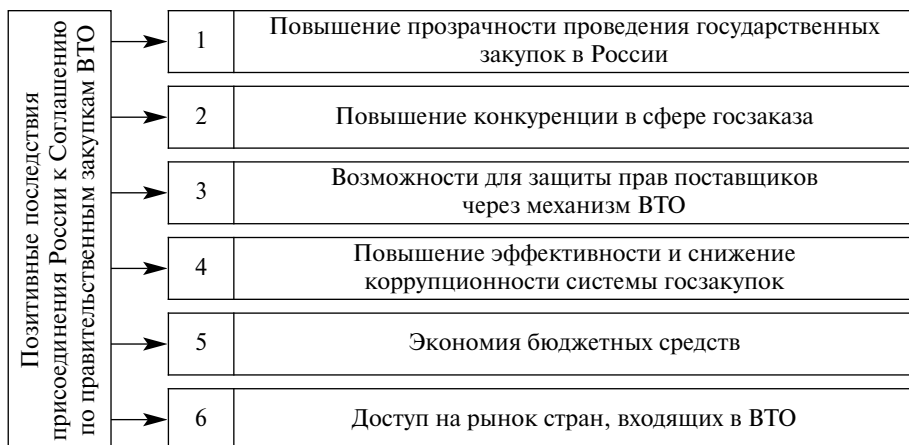 Позитивные последствия
присоединения России к Соглашению
по правительственным закупкам ВТО
1
Повышение прозрачности проведения государственных
закупок в России
2
Повышение конкуренции в сфере госзаказа
3
Возможности для защиты прав поставщиков
через механизм ВТО
4
Повышение эффективности и снижение
коррупционности системы госзакупок
5
Экономия бюджетных средств
6
Доступ на рынок стран, входящих в ВТО